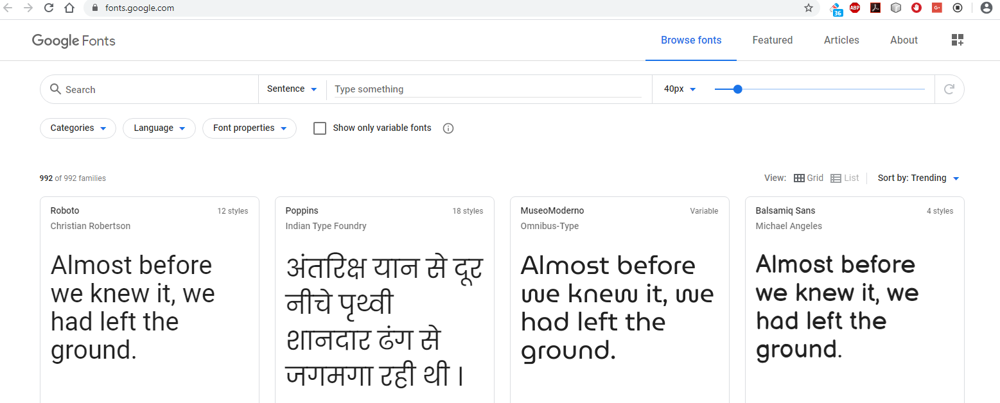 fonts.google.com
36
ABP
G+
Google Fonts
Browse fonts
Featured
Articles
About
Search
Sentence
Type something
40px
Categories
Language
Font properties
Show only variable fonts
992 of 992 families
View:
Grid
List
Sort by: Trending
Roboto
12 styles
Christian Robertson
Almost before
we knew it, we
had left the
ground.
Poppins
18 styles
Indian Type Foundry
अंतरिक्ष यान से दूर
नीचे पृथ्वी
शानदार ढंग से
जगमगा रही थी ।
MuseoModerno
Variable
Omnibus-Type
Almost before
we knew it, we
had left the
ground.
Balsamiq Sans
4 styles
Michael Angeles
Almost before
we knew it, we
had left the
ground.